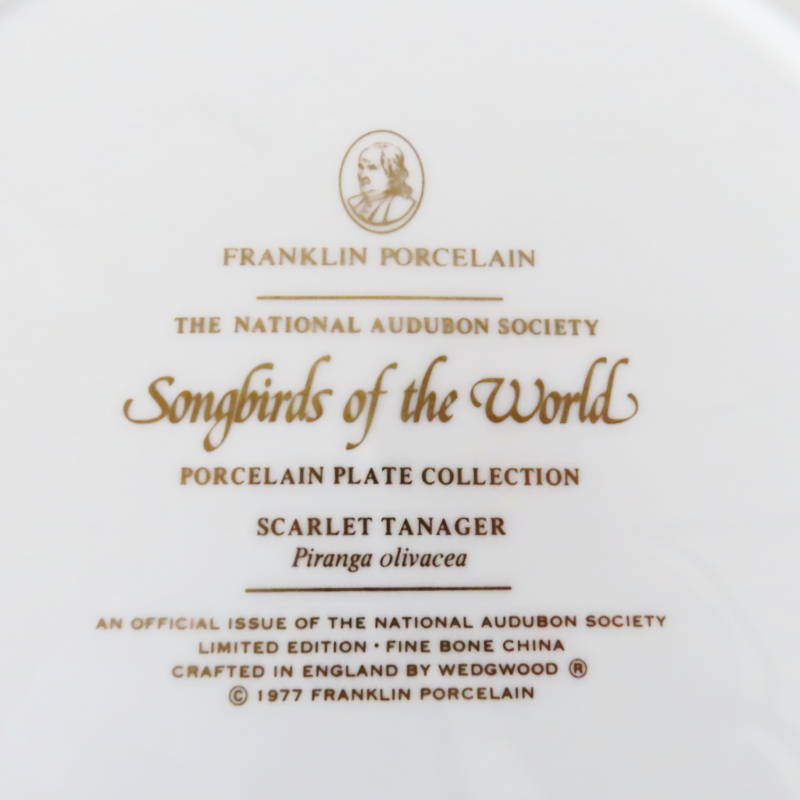 FRANKLIN PORCELAIN
THE NATIONAL AUDUBON SOCIETY
Songbirds of the World
PORCELAIN PLATE COLLECTION
SCARLET TANAGER
Piranga olivacea
AN OFFICIAL ISSUE OF THE NATIONAL AUDUBON SOCIETY
LIMITED EDITION · FINE BONE CHINA
CRAFTED IN ENGLAND BY WEDGWOOD ®
© 1977 FRANKLIN PORCELAIN